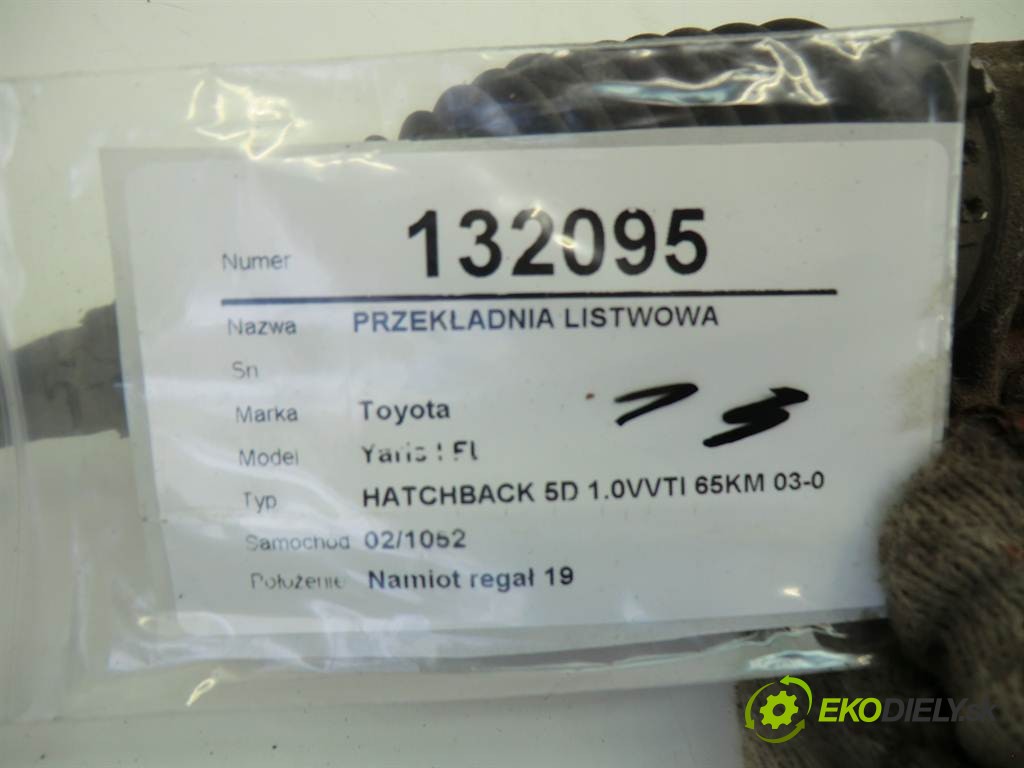 Numer 132095
Nazwa PRZEKŁADNIA LISTWOWA
Sn
Marka Toyota
Model Yaris I FL
Typ HATCHBACK 5D 1.0VVTI 65KM 03-0
Samochod 02/1052
Położenie Namiot regał 19
EKODIELY.sk